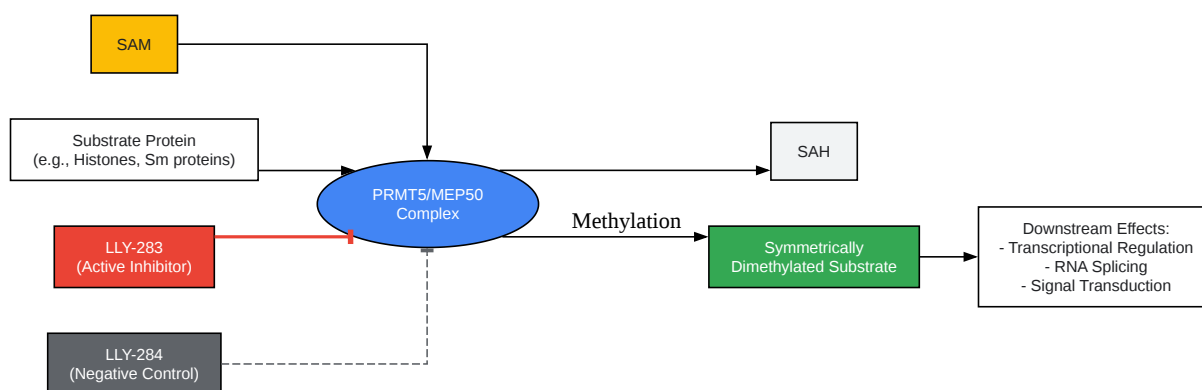 SAM
Substrate Protein
(e.g., Histones, Sm proteins)
SAH
PRMT5/MEP50
Complex
Methylation
LLY-283
(Active Inhibitor)
Symmetrically
Dimethylated Substrate
Downstream Effects:
- Transcriptional Regulation
- RNA Splicing
- Signal Transduction
LLY-284
(Negative Control)